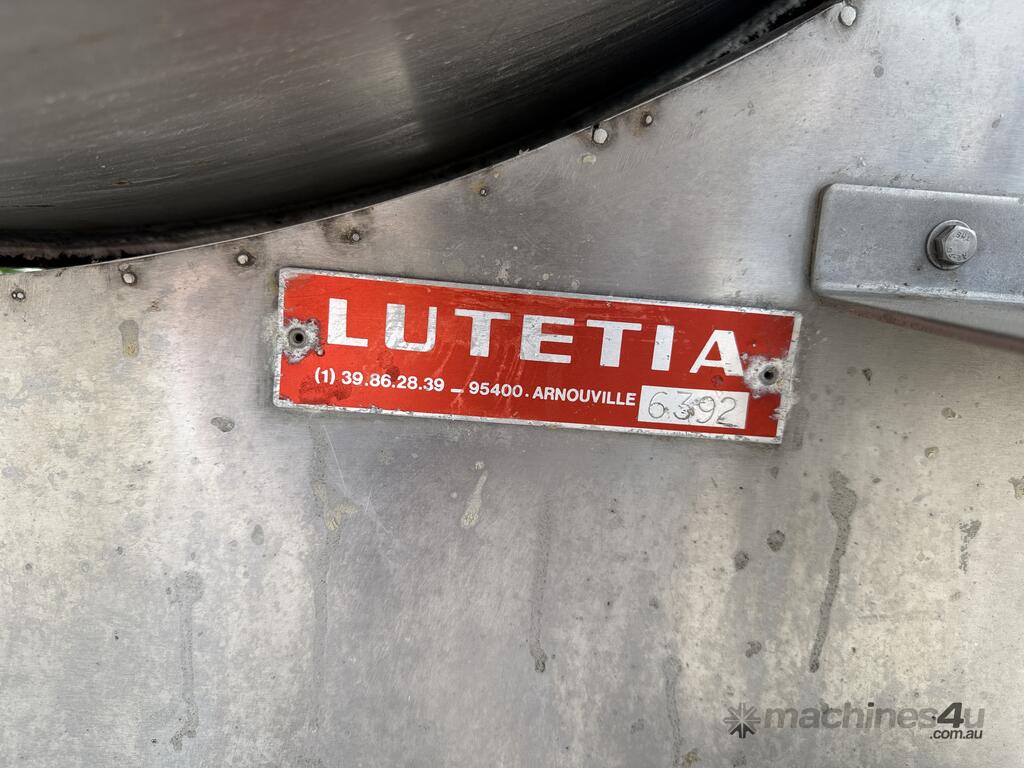 LUTETIA
(1) 39.86.28.39 – 95400. ARNOUVILLE 6392
machines4u
.com.au